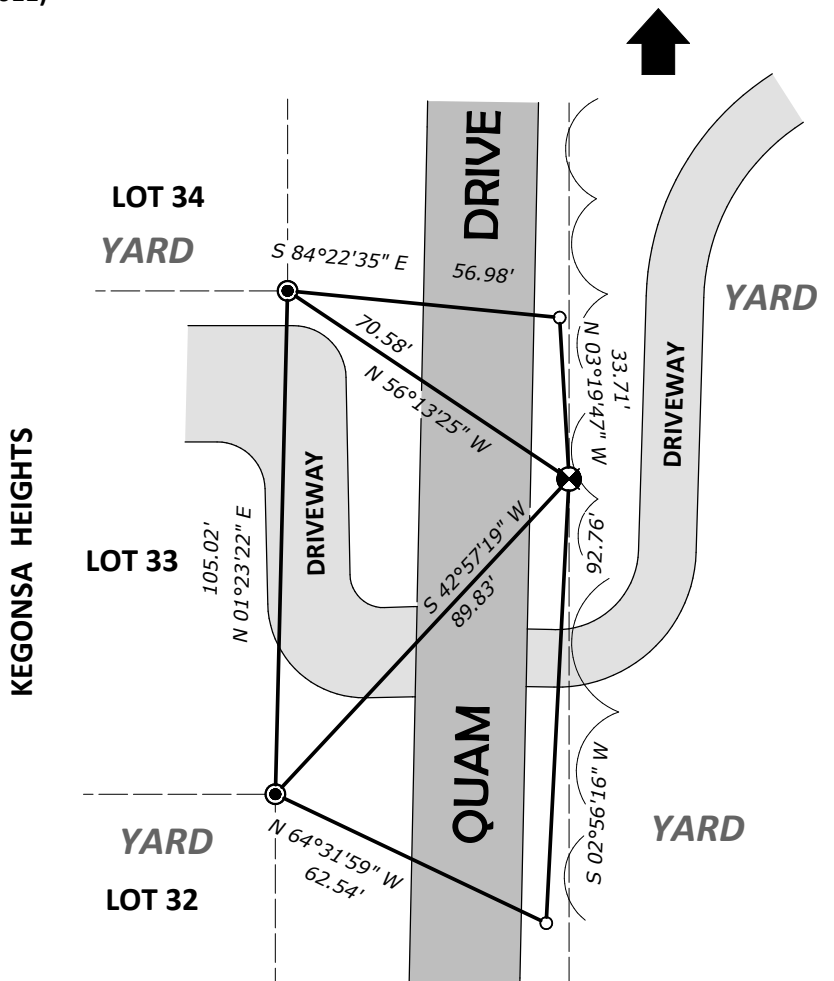 LOT 34
YARD
DRIVE
S 84°22'35" E
56.98'
YARD
70.58'
N 56°13'25" W
33.71'
N 03°19'47" W
DRIVEWAY
KEGONSA HEIGHTS
LOT 33
105.02'
N 01°23'22" E
DRIVEWAY
S 42°57'19" W
89.83'
92.76'
QUAM
S 02°56'16" W
YARD
YARD
N 64°31'59" W
62.54'
LOT 32